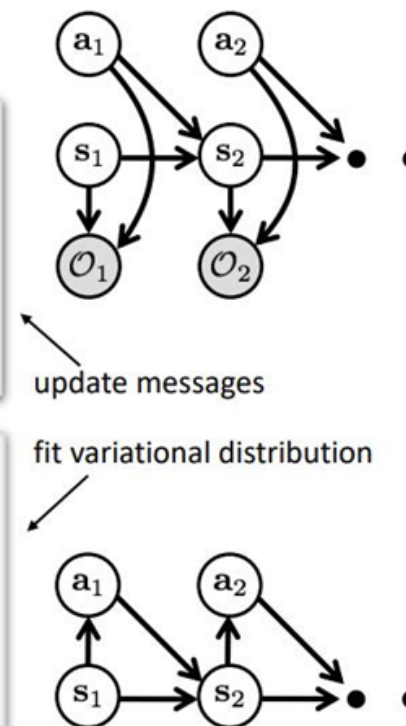 a₁ a₂
s₁ s₂
𝒪₁ 𝒪₂
update messages
fit variational distribution
a₁ a₂
s₁ s₂